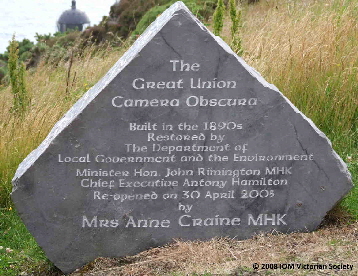 The
Great Union
Camera Obscura
Built in the 1890s
Restored by
The Department of
Local Government and the Environment
Minister Hon. John Rimington MHK
Chief Executive Antony Hamilton
Re-opened on 30 April 2005
by
Mrs Anne Craine MHK
© 2008 IOM Victorian Society